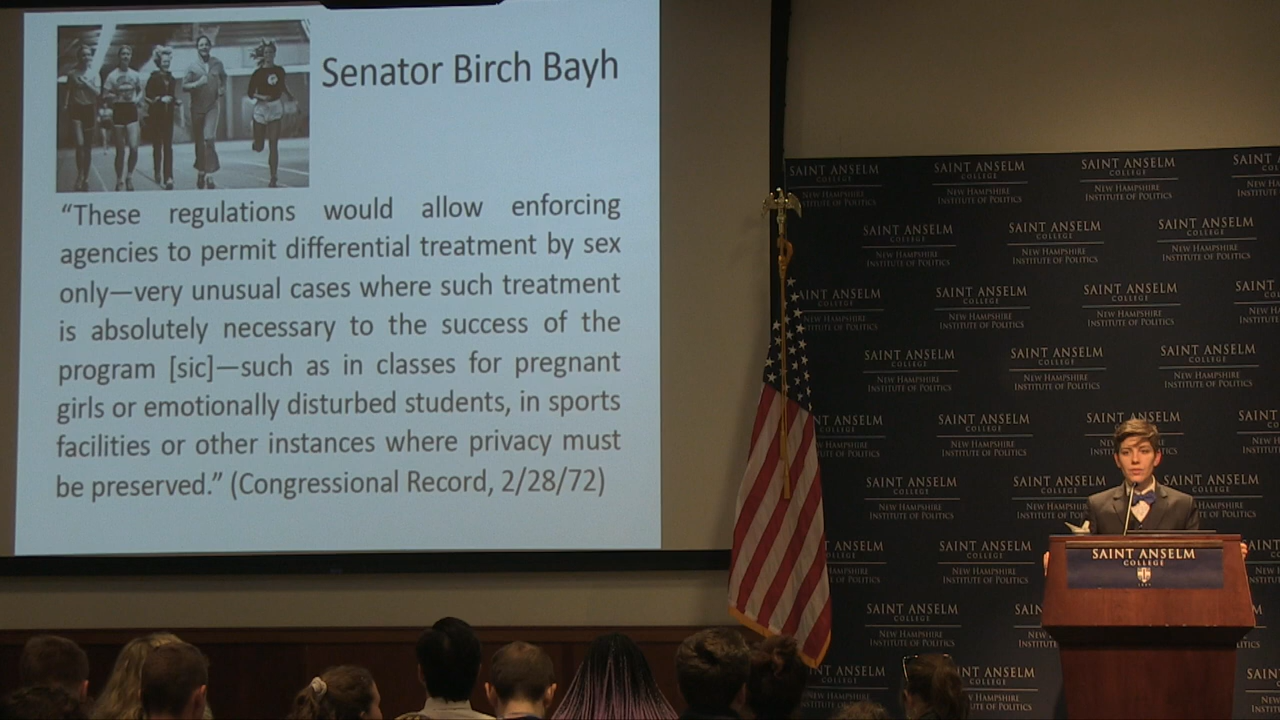 Senator Birch Bayh
“These regulations would allow enforcing
agencies to permit differential treatment by sex
only—very unusual cases where such treatment
is absolutely necessary to the success of the
program [sic]—such as in classes for pregnant
girls or emotionally disturbed students, in sports
facilities or other instances where privacy must
be preserved.” (Congressional Record, 2/28/72)
SAINT ANSELM
COLLEGE
NEW HAMPSHIRE
INSTITUTE OF POLITICS
SAINT ANSELM
COLLEGE